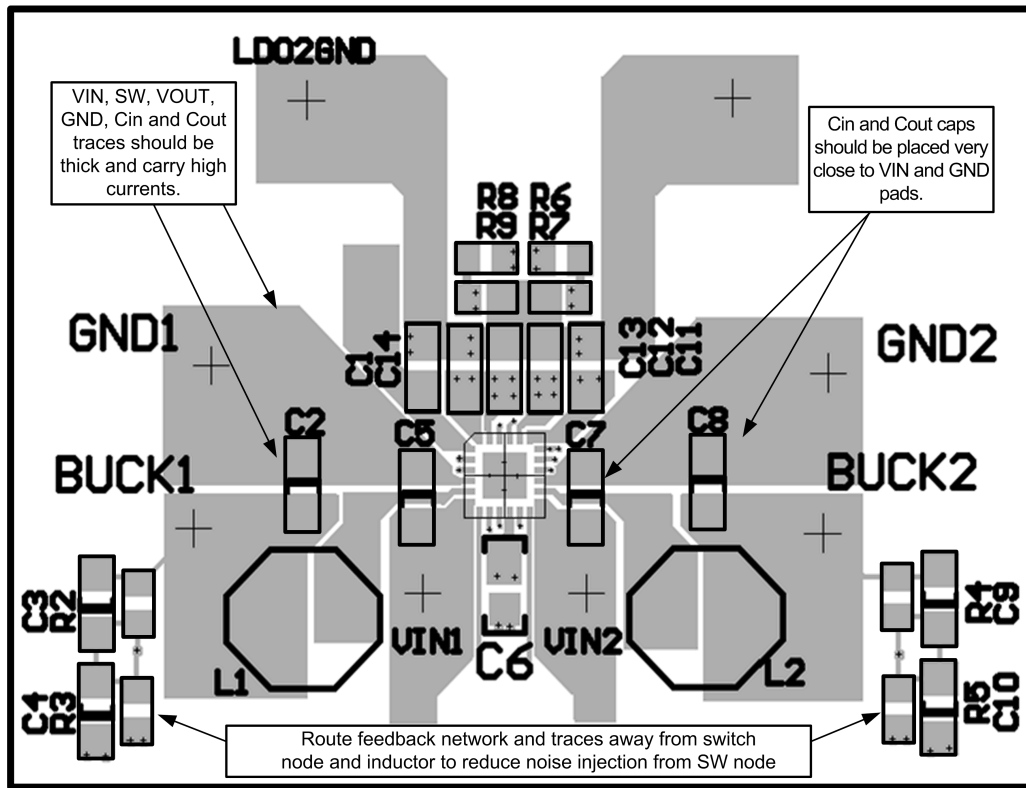 LDO2GND
VIN, SW, VOUT,
GND, Cin and Cout
traces should be
thick and carry high
currents.
Cin and Cout caps
should be placed very
close to VIN and GND
pads.
R8 R6
R9 R7
GND1
C1
C14
C13
C12
C11
GND2
C2
C5
C7
C8
BUCK1
BUCK2
C3
R2
VIN1
VIN2
R4
C9
C6
L1
L2
C4
R3
R5
C10
Route feedback network and traces away from switch
node and inductor to reduce noise injection from SW node